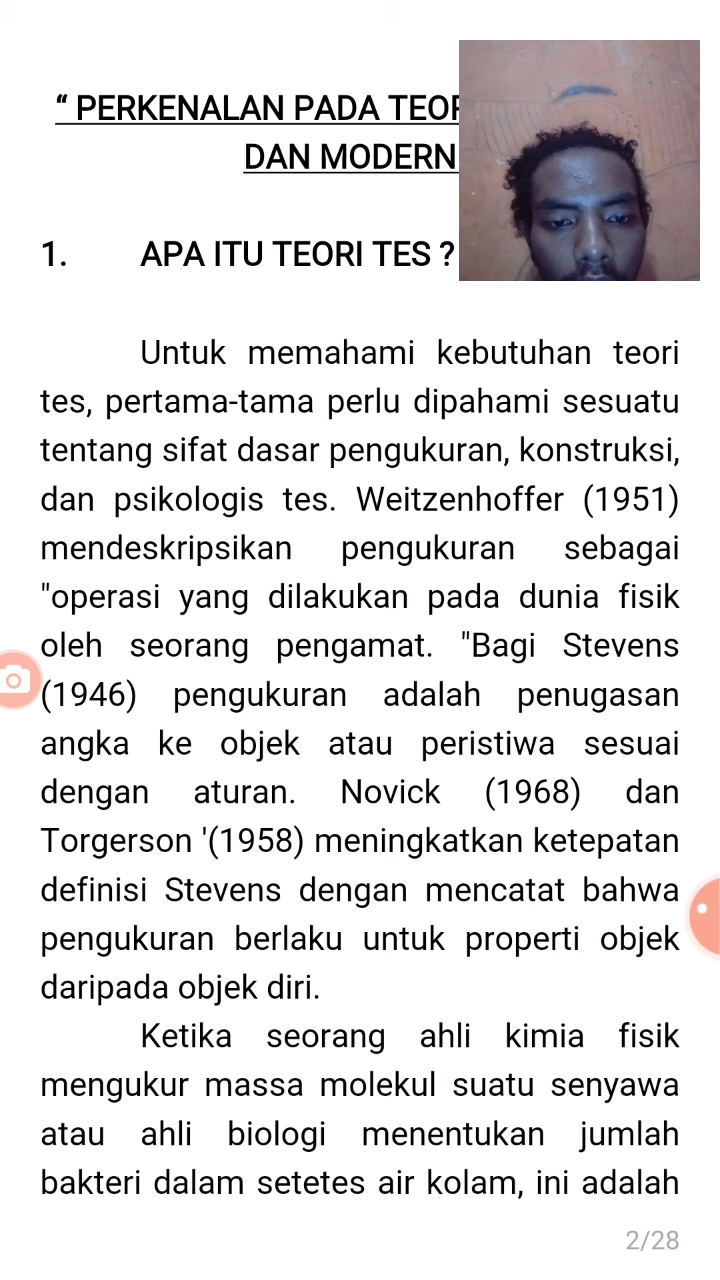 “ PERKENALAN PADA
DAN MODERN
1. APA ITU TEORI TES ?
Untuk memahami kebutuhan teori
tes, pertama-tama perlu dipahami sesuatu
tentang sifat dasar pengukuran, konstruksi,
dan psikologis tes. Weitzenhoffer (1951)
mendeskripsikan pengukuran sebagai
"operasi yang dilakukan pada dunia fisik
oleh seorang pengamat. "Bagi Stevens
(1946) pengukuran adalah penugasan
angka ke objek atau peristiwa sesuai
dengan aturan. Novick (1968) dan
Torgerson '(1958) meningkatkan ketepatan
definisi Stevens dengan mencatat bahwa
pengukuran berlaku untuk properti objek
daripada objek diri.
Ketika seorang ahli kimia fisik
mengukur massa molekul suatu senyawa
atau ahli biologi menentukan jumlah
bakteri dalam setetes air kolam, ini adalah
2/28